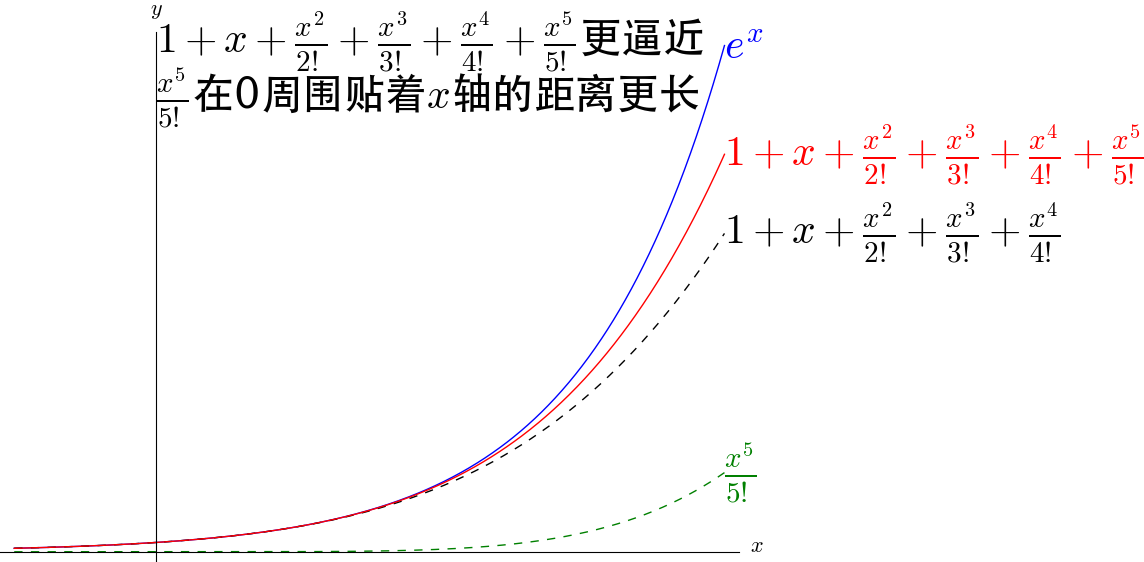 y
1 + x + \frac{x^2}{2!} + \frac{x^3}{3!} + \frac{x^4}{4!} + \frac{x^5}{5!}更逼近
\frac{x^5}{5!}在0周围贴着x轴的距离更长
e^x
1 + x + \frac{x^2}{2!} + \frac{x^3}{3!} + \frac{x^4}{4!} + \frac{x^5}{5!}
1 + x + \frac{x^2}{2!} + \frac{x^3}{3!} + \frac{x^4}{4!}
\frac{x^5}{5!}
x